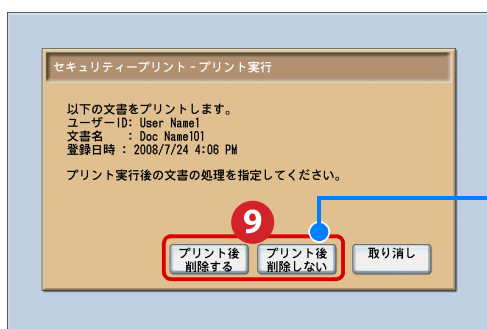 セキュリティープリント - プリント実行
以下の文書をプリントします。
ユーザーID: User Name1
文書名　 : Doc Name101
登録日時 : 2008/7/24 4:06 PM
プリント実行後の文書の処理を指定してください。
9
プリント後
削除する
プリント後
削除しない
取り消し